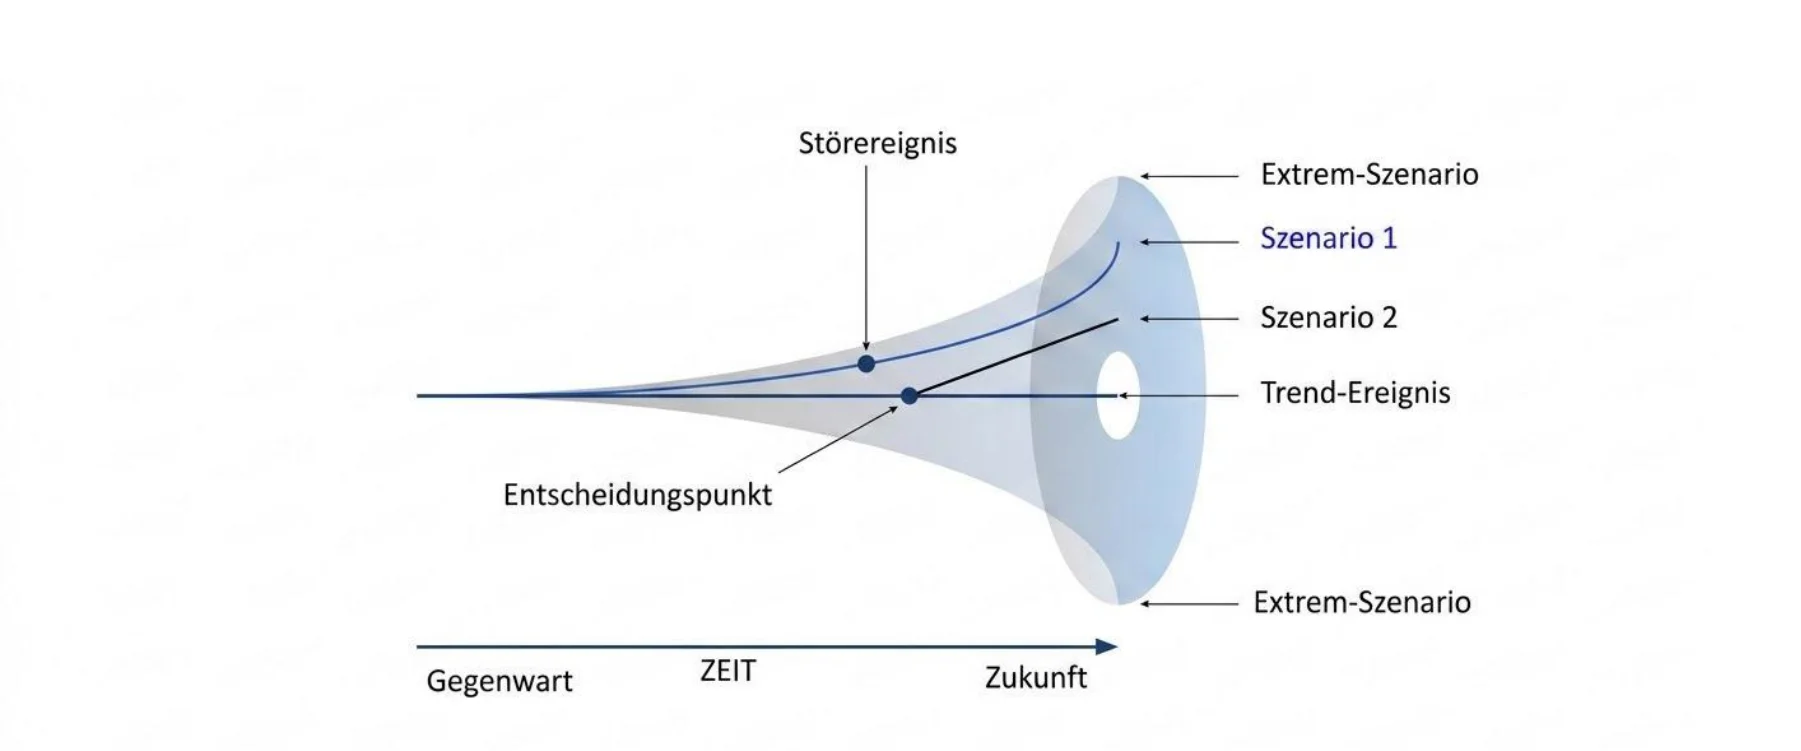 Störereignis
Extrem-Szenario
Szenario 1
Szenario 2
Trend-Ereignis
Entscheidungspunkt
Extrem-Szenario
Gegenwart
ZEIT
Zukunft